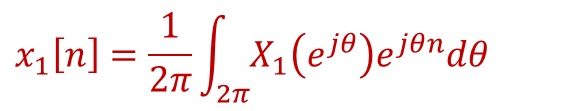 x₁[n] = 1/2π ∫₂π X₁(e^{jθ})e^{jθn}dθ